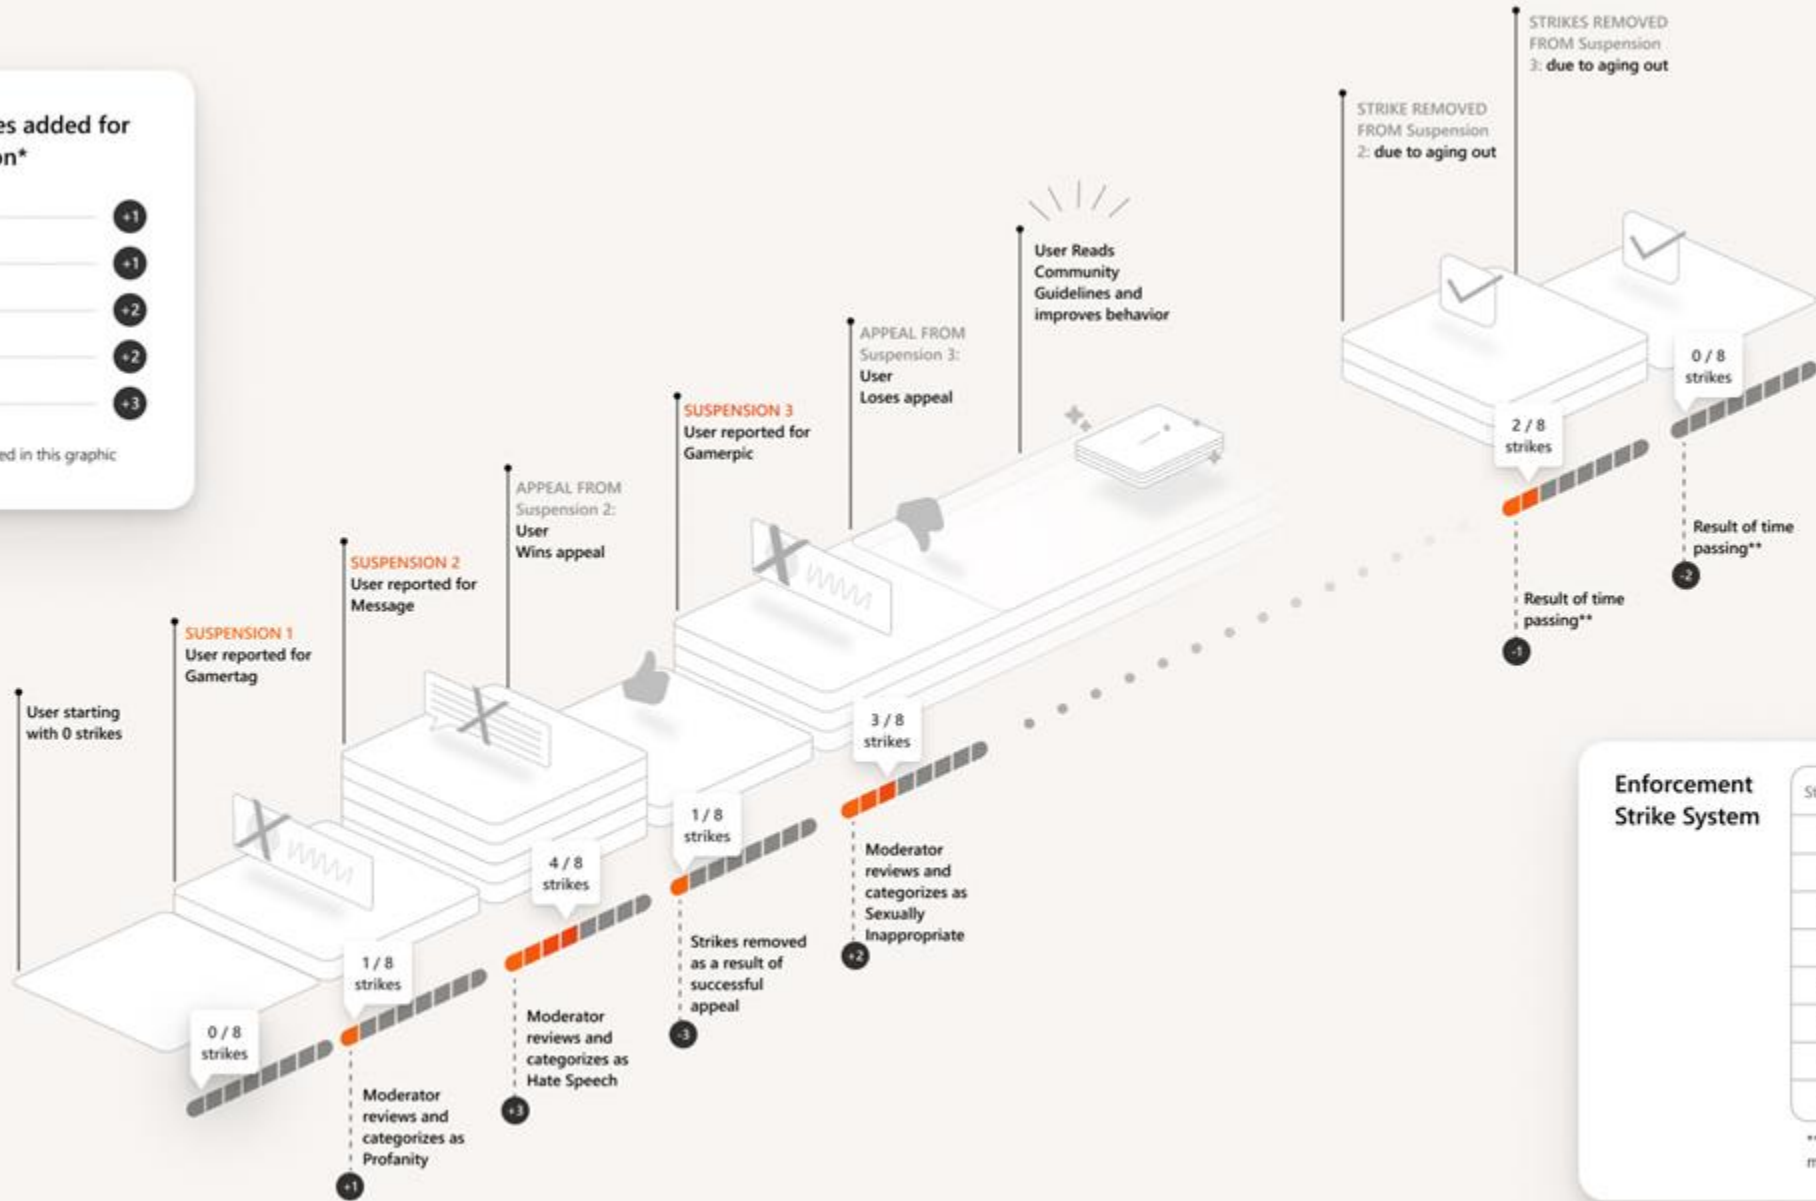 es added for
on*
+1
+1
+2
+2
+3
ed in this graphic
User starting
with 0 strikes
0 / 8
strikes
SUSPENSION 1
User reported for
Gamertag
1 / 8
strikes
Moderator
reviews and
categorizes as
Profanity
+1
SUSPENSION 2
User reported for
Message
4 / 8
strikes
Moderator
reviews and
categorizes as
Hate Speech
+3
APPEAL FROM
Suspension 2:
User
Wins appeal
1 / 8
strikes
Strikes removed
as a result of
successful
appeal
-3
SUSPENSION 3
User reported for
Gamerpic
3 / 8
strikes
Moderator
reviews and
categorizes as
Sexually
Inappropriate
+2
APPEAL FROM
Suspension 3:
User
Loses appeal
User Reads
Community
Guidelines and
improves behavior
STRIKE REMOVED
FROM Suspension
2: due to aging out
2 / 8
strikes
Result of time
passing**
-1
STRIKES REMOVED
FROM Suspension
3: due to aging out
0 / 8
strikes
Result of time
passing**
-2
Enforcement
Strike System
St
**
m